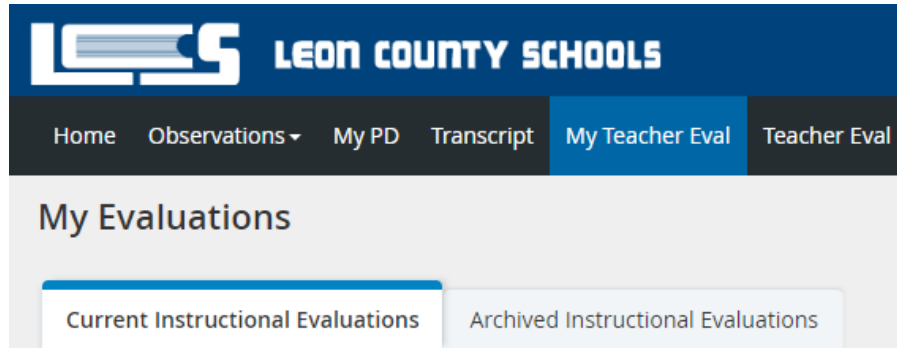 LCS LEON COUNTY SCHOOLS
Home Observations My PD Transcript My Teacher Eval Teacher Eval
My Evaluations
Current Instructional Evaluations Archived Instructional Evaluations